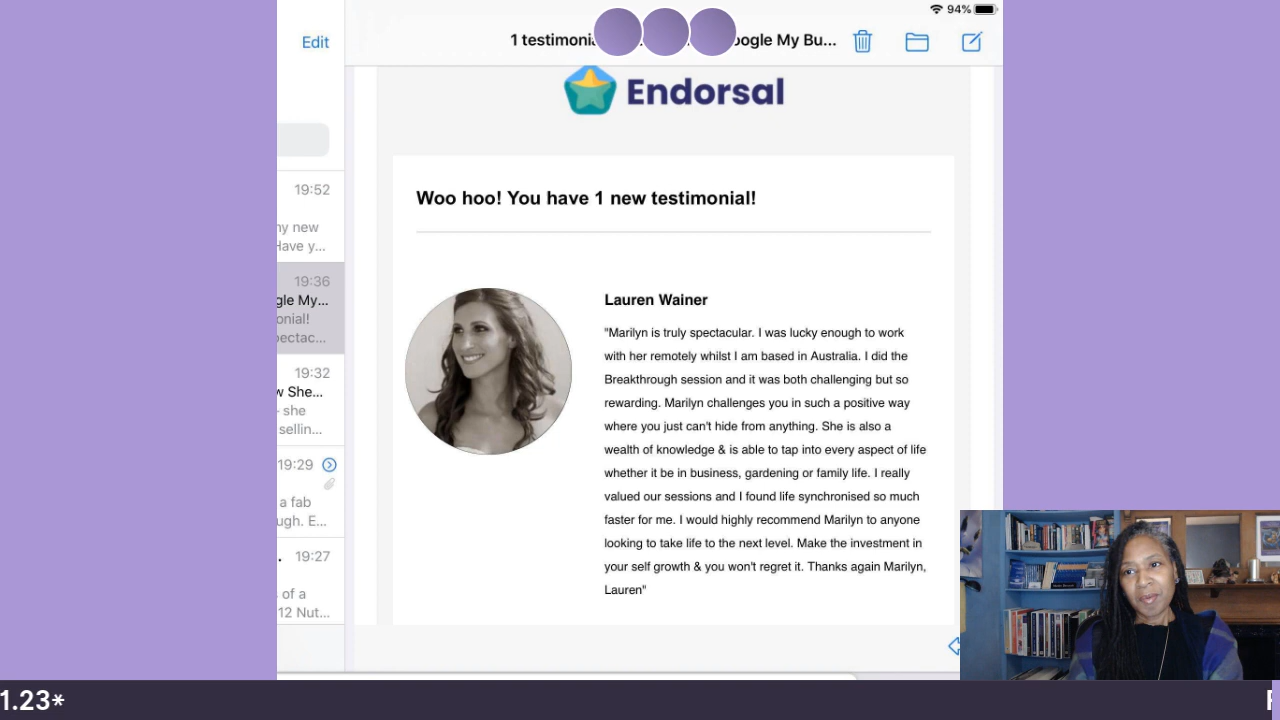 94%
Edit
1 testimoni
oogle My Bu...
Endorsal
19:52
ny new
Have y...
19:36
gle My...
onial!
pectac...
19:32
w She...
- she
sellin...
19:29
a fab
ugh. E...
. 19:27
s of a
12 Nut...
Woo hoo! You have 1 new testimonial!
Lauren Wainer
"Marilyn is truly spectacular. I was lucky enough to work
with her remotely whilst I am based in Australia. I did the
Breakthrough session and it was both challenging but so
rewarding. Marilyn challenges you in such a positive way
where you just can't hide from anything. She is also a
wealth of knowledge & is able to tap into every aspect of life
whether it be in business, gardening or family life. I really
valued our sessions and I found life synchronised so much
faster for me. I would highly recommend Marilyn to anyone
looking to take life to the next level. Make the investment in
your self growth & you won't regret it. Thanks again Marilyn,
Lauren"
1.23*